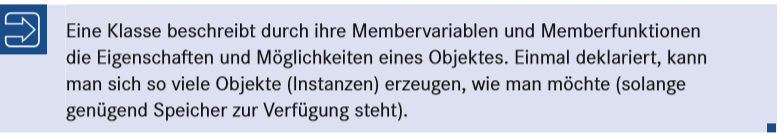 Eine Klasse beschreibt durch ihre Membervariablen und Memberfunktionen
die Eigenschaften und Möglichkeiten eines Objektes. Einmal deklariert, kann
man sich so viele Objekte (Instanzen) erzeugen, wie man möchte (solange
genügend Speicher zur Verfügung steht).